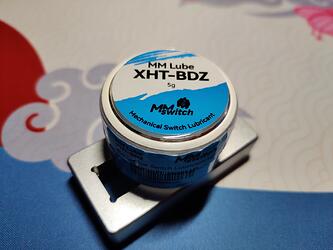 MM Lube
XHT-BDZ
5g
MM
switch
Mechanical Switch Lubricant